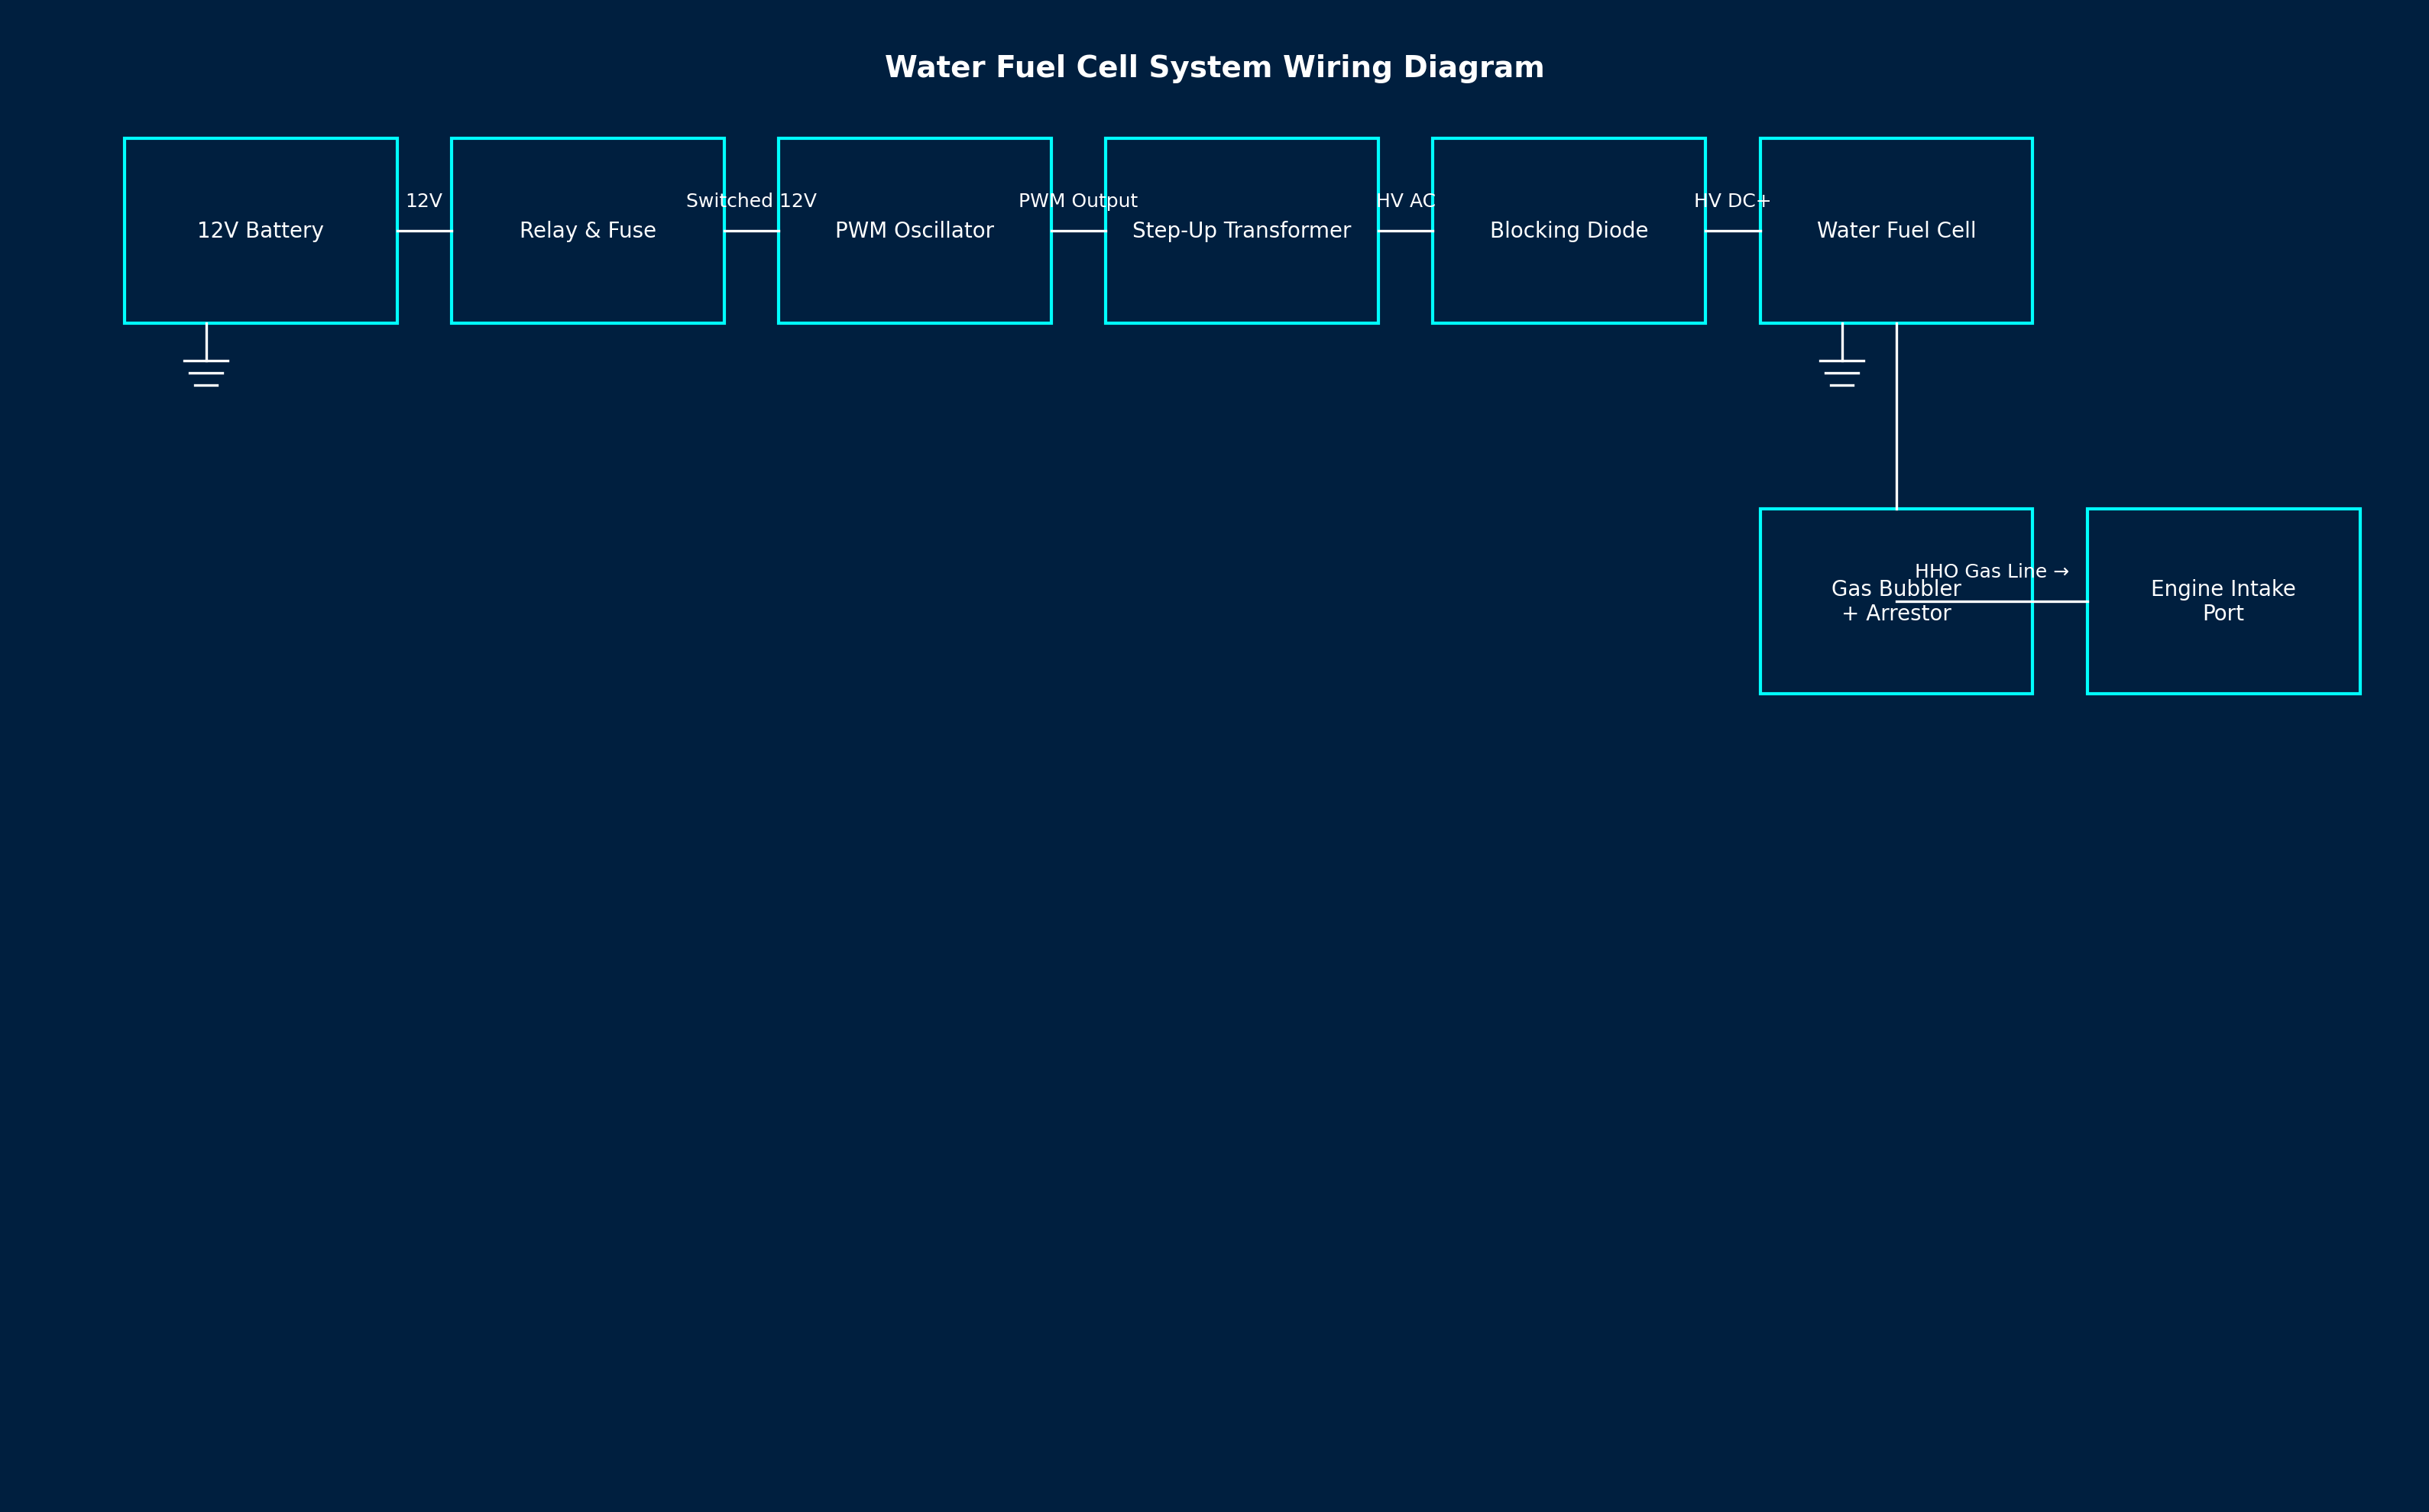 Water Fuel Cell System Wiring Diagram
12V
Switched 12V
PWM Output
HV AC
HV DC+
12V Battery
Relay & Fuse
PWM Oscillator
Step-Up Transformer
Blocking Diode
Water Fuel Cell
HHO Gas Line →
Gas Bubbler
+ Arrestor
Engine Intake
Port